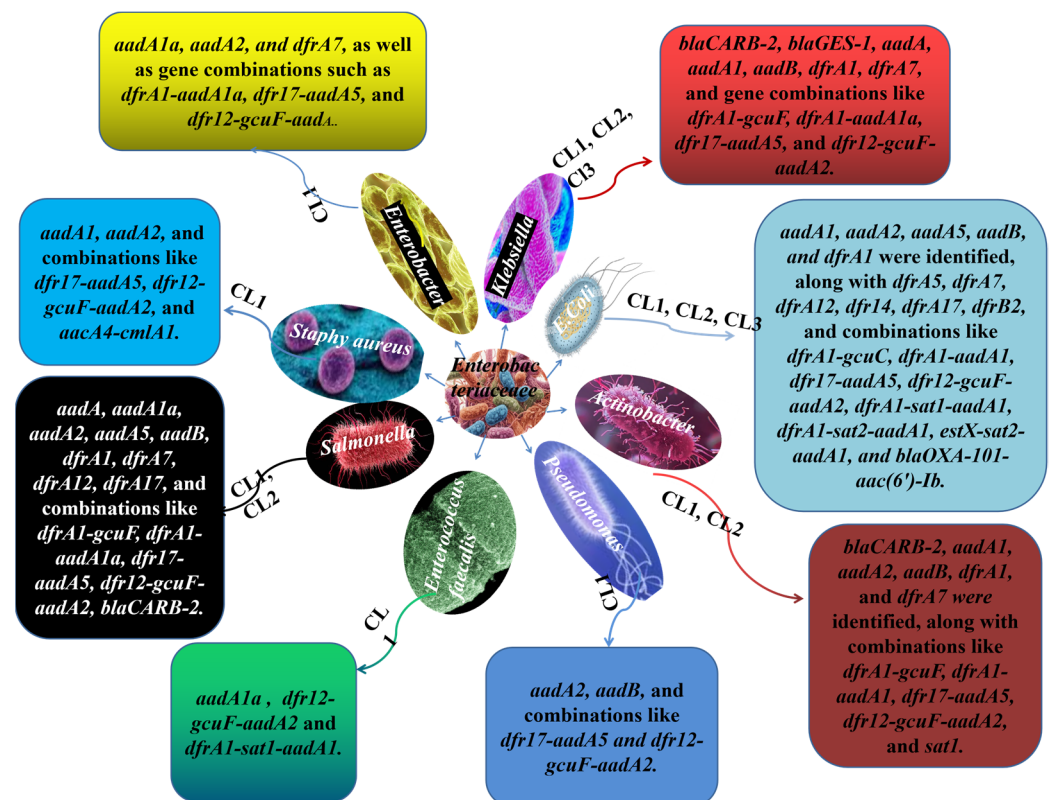 aadA1a, aadA2, and dfrA7, as well
as gene combinations such as
dfrA1-aadA1a, dfr17-aadA5, and
dfr12-gcuF-aadA..
blaCARB-2, blaGES-1, aadA,
aadA1, aadB, dfrA1, dfrA7,
and gene combinations like
dfrA1-gcuF, dfrA1-aadA1a,
dfr17-aadA5, and dfr12-gcuF-
aadA2.
CL1
CL1, CL2,
Cl3
Enterobacter
Klebsiella
aadA1, aadA2, and
combinations like
dfr17-aadA5, dfr12-
gcuF-aadA2, and
aacA4-cmlA1.
CL1
Staphy aureus
E.Coli
CL1, CL2, CL3
aadA1, aadA2, aadA5, aadB,
and dfrA1 were identified,
along with dfrA5, dfrA7,
dfrA12, dfr14, dfrA17, dfrB2,
and combinations like
dfrA1-gcuC, dfrA1-aadA1,
dfr17-aadA5, dfr12-gcuF-
aadA2, dfrA1-sat1-aadA1,
dfrA1-sat2-aadA1, estX-sat2-
aadA1, and blaOXA-101-
aac(6')-Ib.
Enterobac
teriaceae
aadA, aadA1a,
aadA2, aadA5, aadB,
dfrA1, dfrA7,
dfrA12, dfrA17, and
combinations like
dfrA1-gcuF, dfrA1-
aadA1a, dfr17-
aadA5, dfr12-gcuF-
aadA2, blaCARB-2.
CL1,
CL2
Salmonella
Actinobacter
CL1, CL2
Enterococcus
faecalis
Pseudomonas
CL
1
CL1
blaCARB-2, aadA1,
aadA2, aadB, dfrA1,
and dfrA7 were
identified, along with
combinations like
dfrA1-gcuF, dfrA1-
aadA1, dfr17-aadA5,
dfr12-gcuF-aadA2,
and sat1.
aadA1a , dfr12-
gcuF-aadA2 and
dfrA1-sat1-aadA1.
aadA2, aadB, and
combinations like
dfr17-aadA5 and dfr12-
gcuF-aadA2.